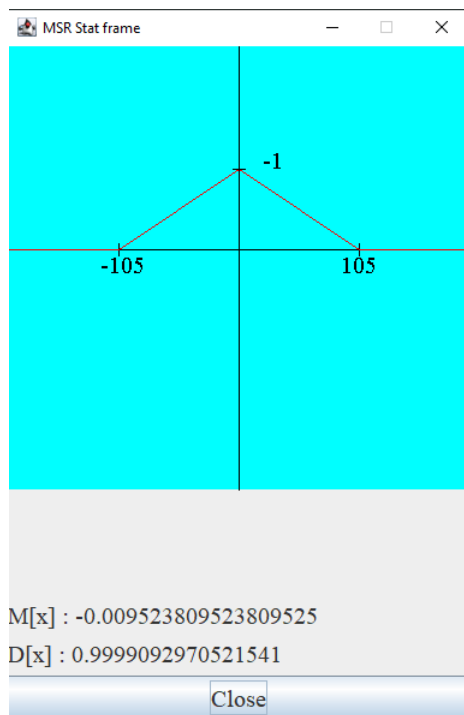 MSR Stat frame
-1
-105 105
M[x] : -0.009523809523809525
D[x] : 0.9999092970521541
Close